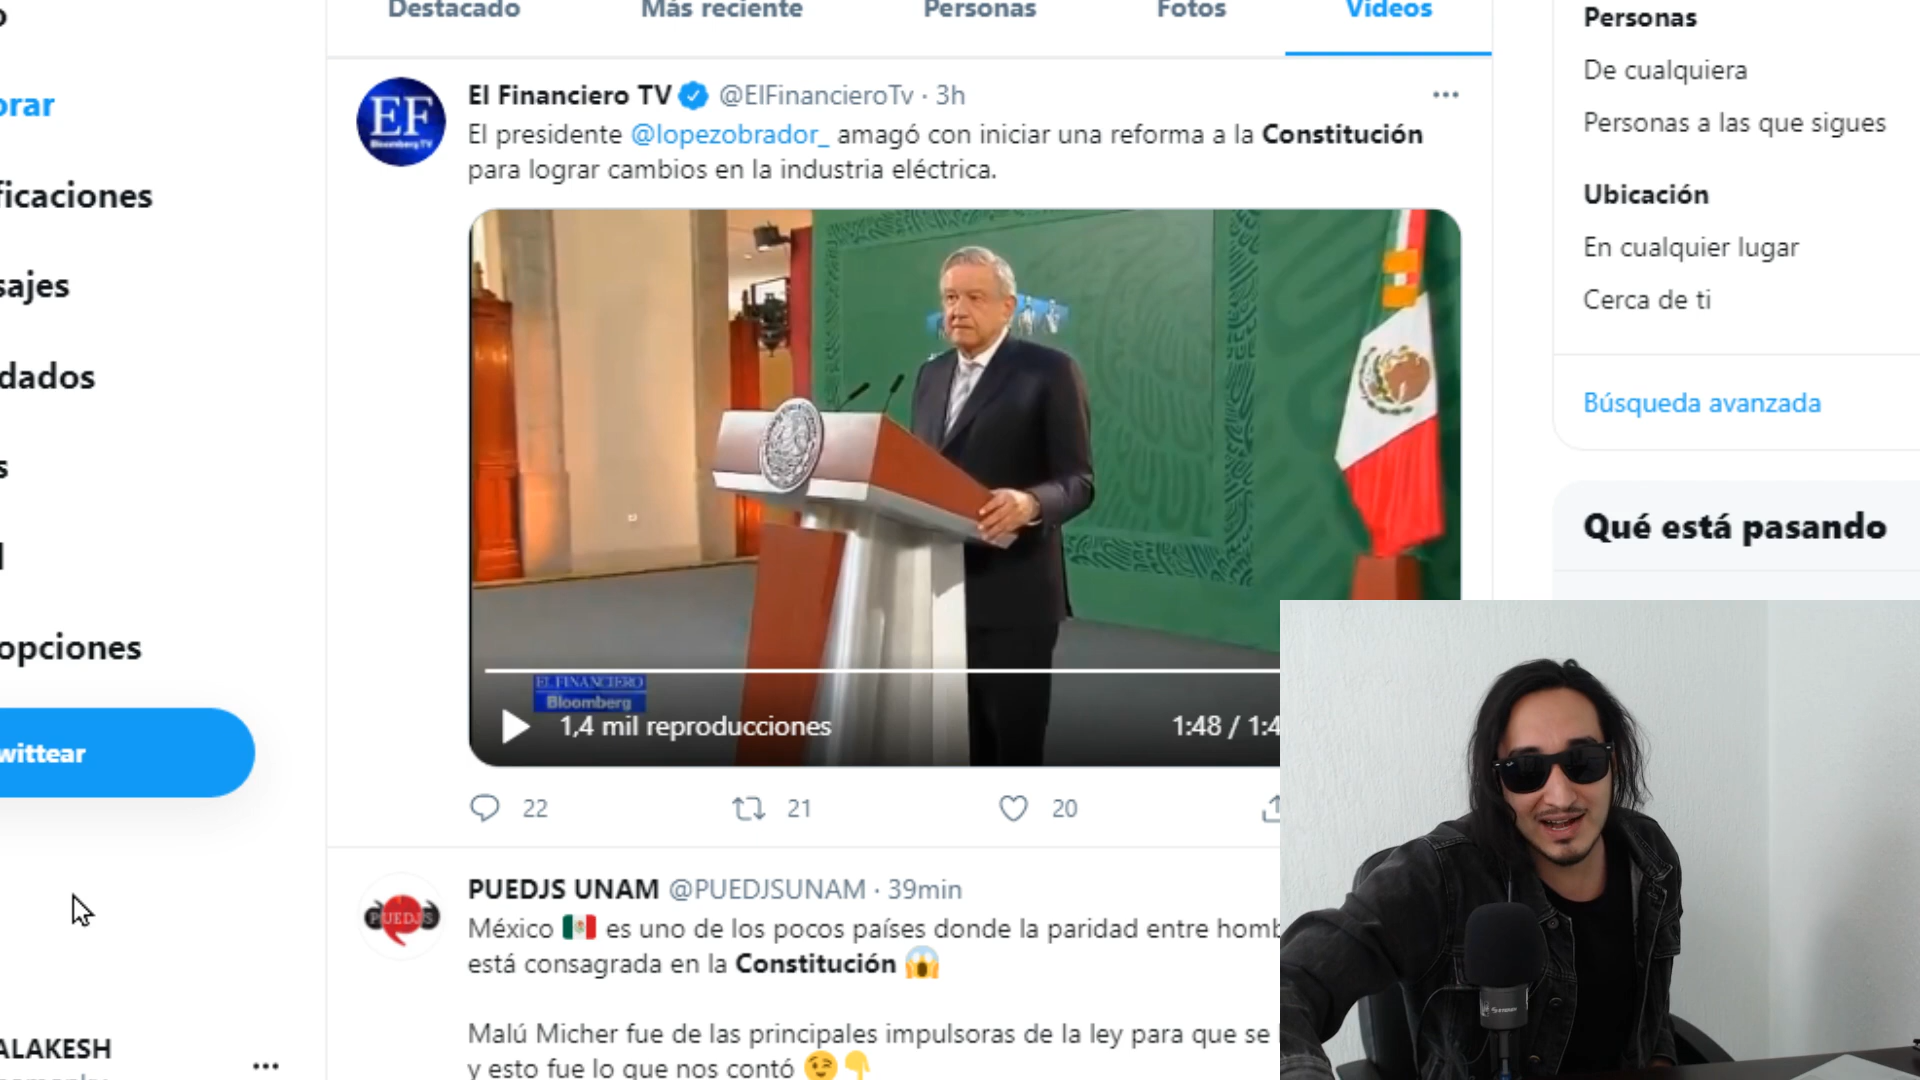 Destacado
Más reciente
Personas
Fotos
Videos
orar
ficaciones
sajes
dados
s
opciones
wittear
ALAKESH
EF
Bloomberg TV
El Financiero TV @ElFinancieroTv · 3h
El presidente @lopezobrador_ amagó con iniciar una reforma a la Constitución
para lograr cambios en la industria eléctrica.
EL FINANCIERO
Bloomberg
1,4 mil reproducciones
1:48 / 1:4
22
21
20
PUEDJS
PUEDJS UNAM @PUEDJSUNAM · 39min
México 🇲🇽 es uno de los pocos países donde la paridad entre homb
está consagrada en la Constitución 😱
Malú Micher fue de las principales impulsoras de la ley para que se
y esto fue lo que nos contó 😉👇
Personas
De cualquiera
Personas a las que sigues
Ubicación
En cualquier lugar
Cerca de ti
Búsqueda avanzada
Qué está pasando